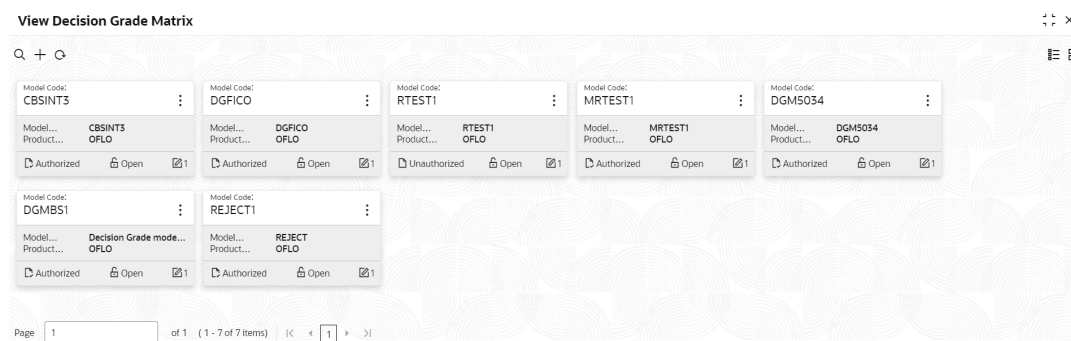 View Decision Grade Matrix
Model Code:
CBSINT3
Model... CBSINT3
Product... OFLO
Authorized Open 1
Model Code:
DGFICO
Model... DGFICO
Product... OFLO
Authorized Open 1
Model Code:
RTEST1
Model... RTEST1
Product... OFLO
Unauthorized Open 1
Model Code:
MRTEST1
Model... MRTEST1
Product... OFLO
Authorized Open 1
Model Code:
DGM5034
Model... DGM5034
Product... OFLO
Authorized Open 1
Model Code:
DGMBS1
Model... Decision Grade mode...
Product... OFLO
Authorized Open 1
Model Code:
REJECT1
Model... REJECT
Product... OFLO
Authorized Open 1
Page 1 of 1 (1 - 7 of 7 items) 1